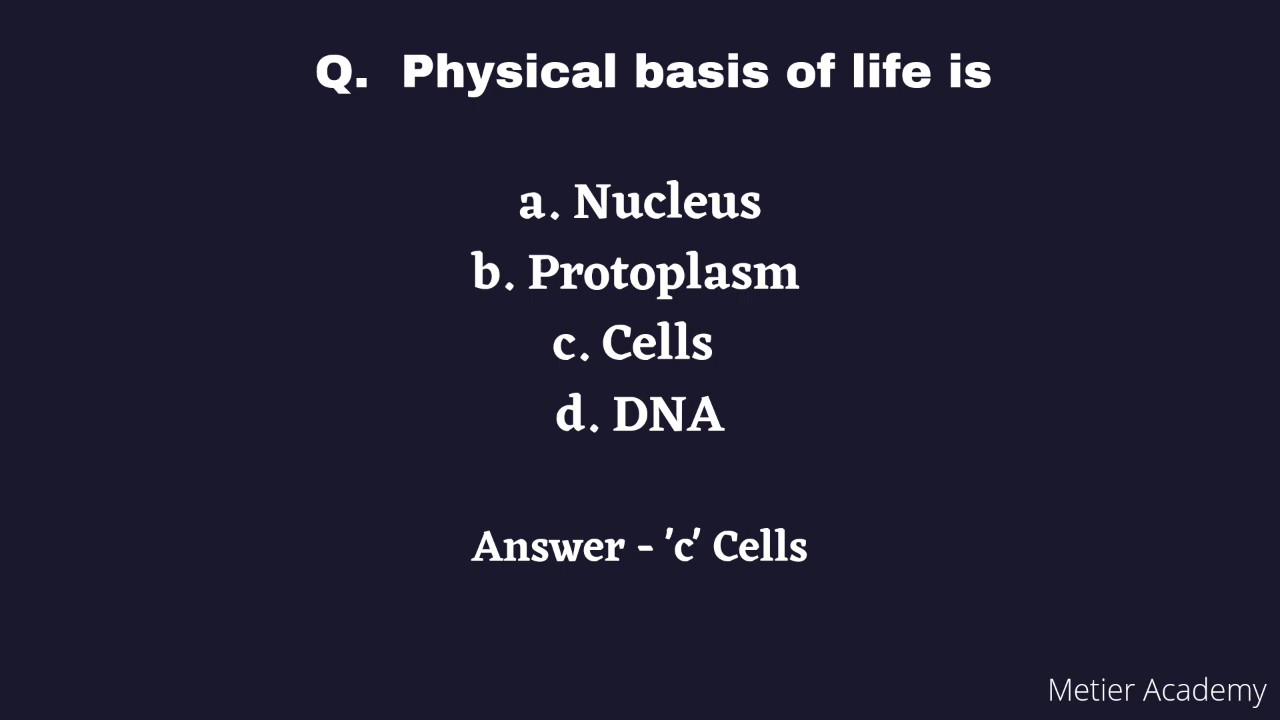 Q. Physical basis of life is
a. Nucleus
b. Protoplasm
c. Cells
d. DNA
Answer - 'c' Cells
Metier Academy